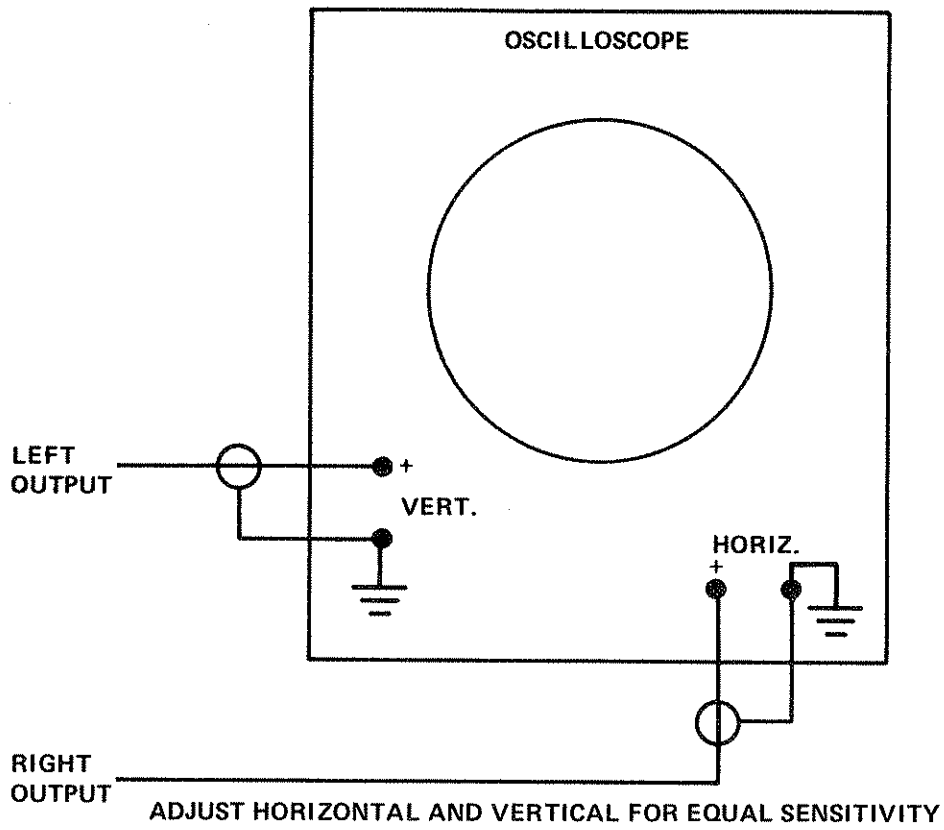 OSCILLOSCOPE
LEFT
OUTPUT
+
VERT.
HORIZ.
+
RIGHT
OUTPUT
ADJUST HORIZONTAL AND VERTICAL FOR EQUAL SENSITIVITY